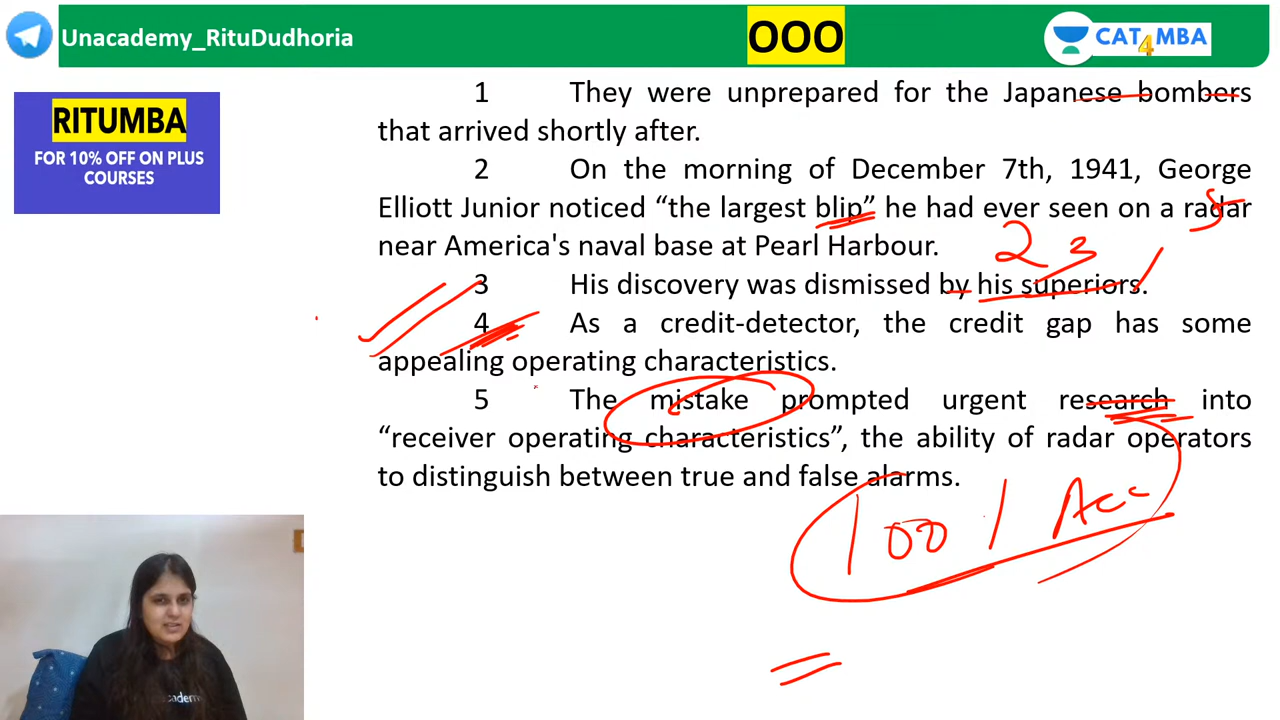 Unacademy_RituDudhoria
OOO
CAT4MBA
RITUMBA
FOR 10% OFF ON PLUS
COURSES
1 They were unprepared for the Japanese bombers
that arrived shortly after.
2 On the morning of December 7th, 1941, George
Elliott Junior noticed “the largest blip” he had ever seen on a radar
near America's naval base at Pearl Harbour.
2 3 1 5
3 His discovery was dismissed by his superiors.
4 As a credit-detector, the credit gap has some
appealing operating characteristics.
5 The mistake prompted urgent research into
“receiver operating characteristics”, the ability of radar operators
to distinguish between true and false alarms.
100 / Acc